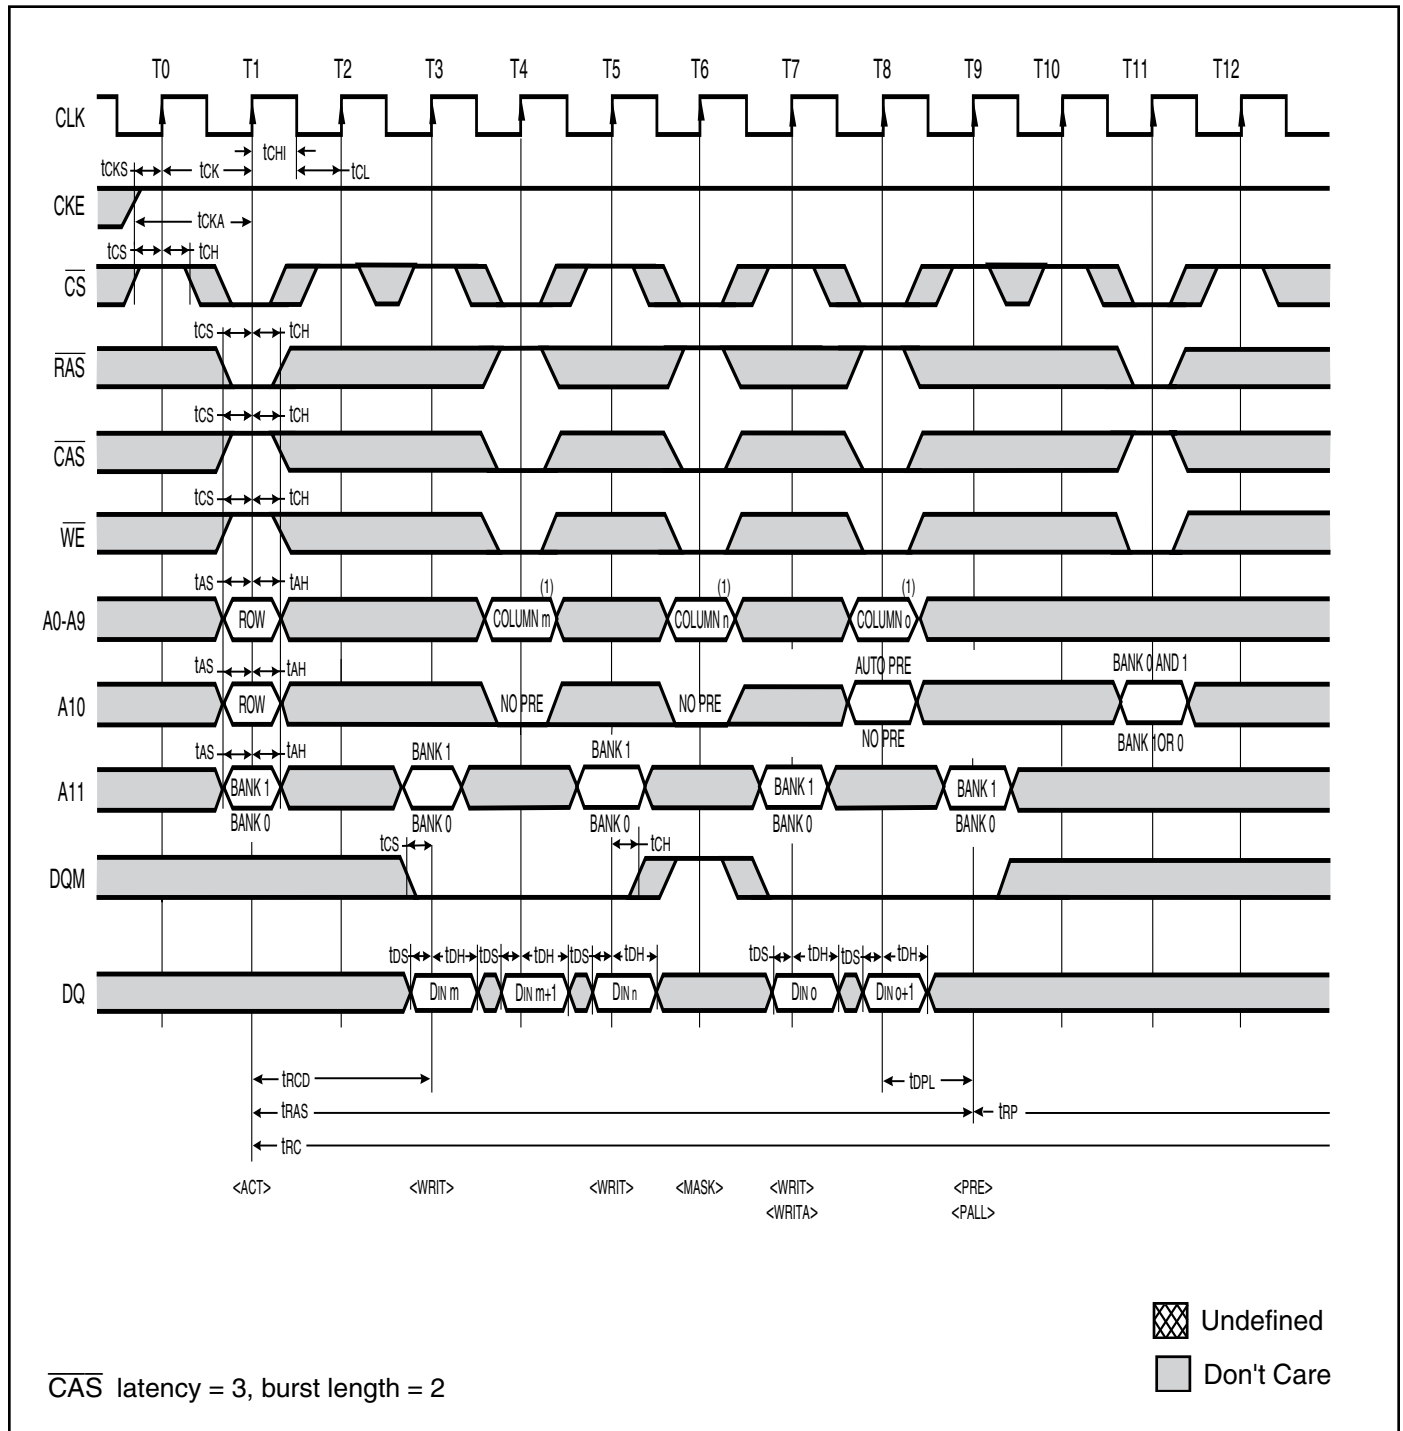 T0 T1 T2 T3 T4 T5 T6 T7 T8 T9 T10 T11 T12
CLK
tCHI
tCKS tCK tCL
CKE
tCKA
tCS tCH
CS
tCS tCH
RAS
tCS tCH
CAS
tCS tCH
WE
tAS tAH (1) (1) (1)
A0-A9 ROW COLUMN m COLUMN n COLUMN o
tAS tAH AUTO PRE BANK 0 AND 1
A10 ROW NO PRE NO PRE
NO PRE BANK 1OR 0
tAS tAH BANK 1 BANK 1
A11 BANK 1 BANK 1 BANK 1
BANK 0 BANK 0 BANK 0 BANK 0 BANK 0
tCS tCH
DQM
tDS tDH tDS tDH tDS tDH tDS tDH tDS tDH
DQ DIN m DIN m+1 DIN n DIN o DIN o+1
tRCD tDPL
tRAS tRP
tRC
<ACT> <WRIT> <WRIT> <MASK> <WRIT> <PRE>
<WRITA> <PALL>
Undefined
Don't Care
CAS latency = 3, burst length = 2